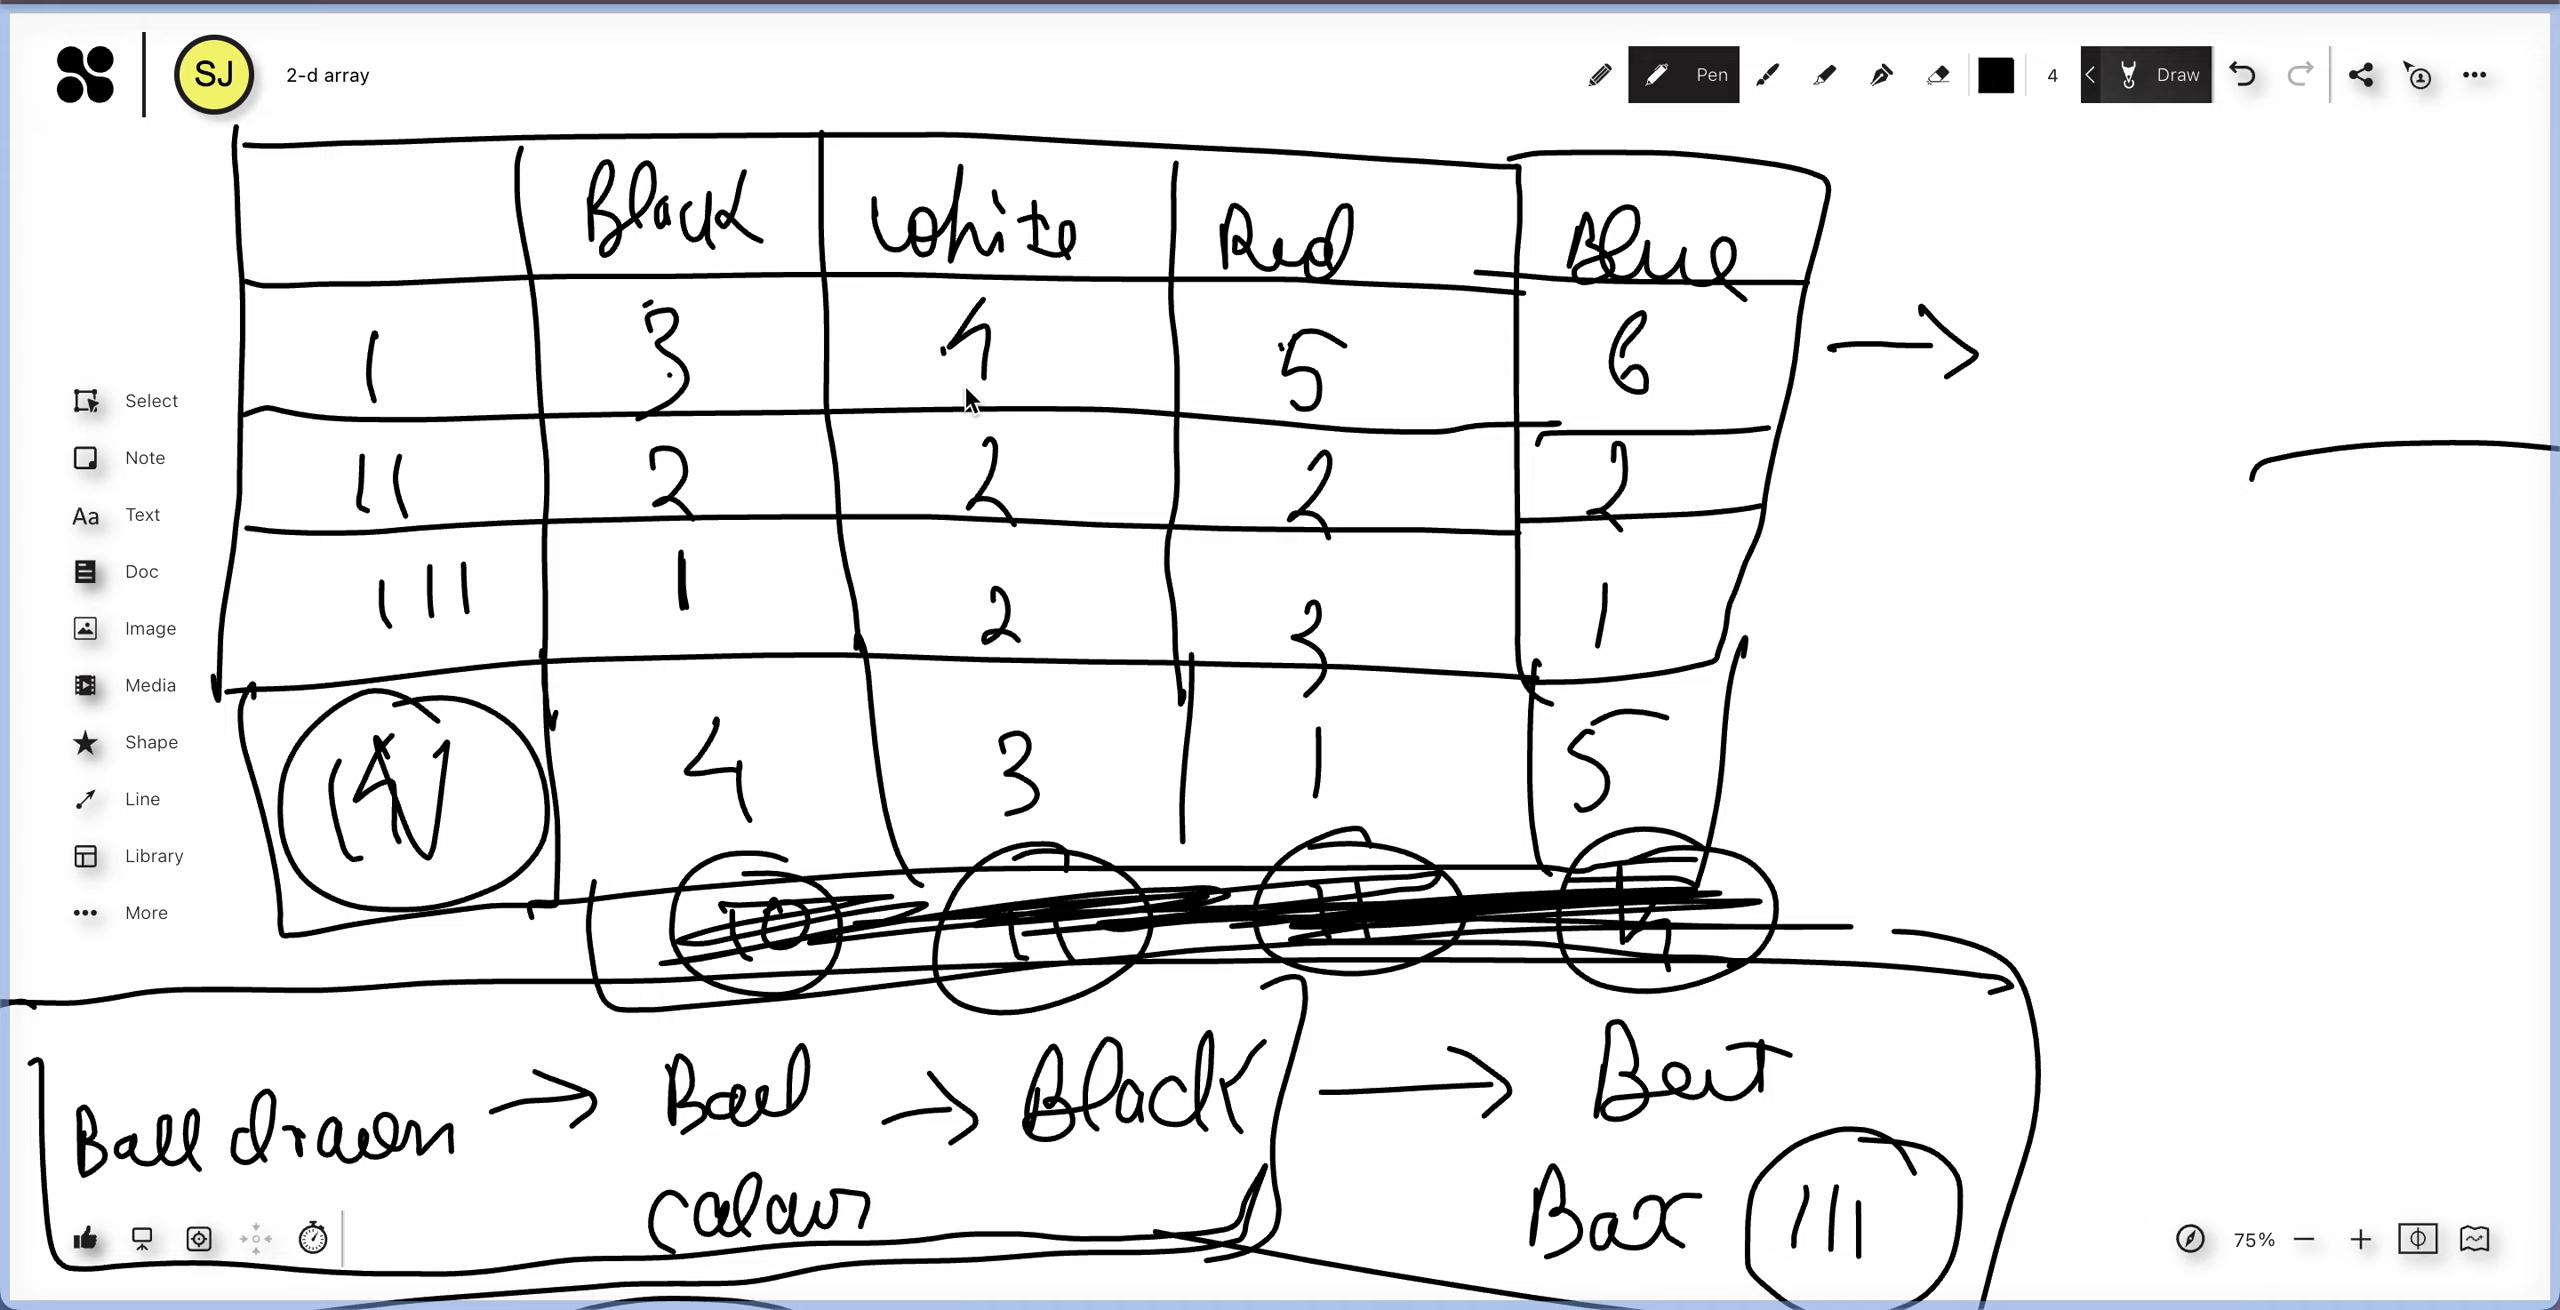 SJ 2-d array Pen 4 Draw
Black White Red Blue
I 3 4 5 6
II 2 2 2 2
III 1 2 3 1
4 3 1 5
Select
Note
Aa Text
Doc
Image
Media
Shape
Line
Library
More
Ball drawn → Ball → Black → But
colour Box III
75%